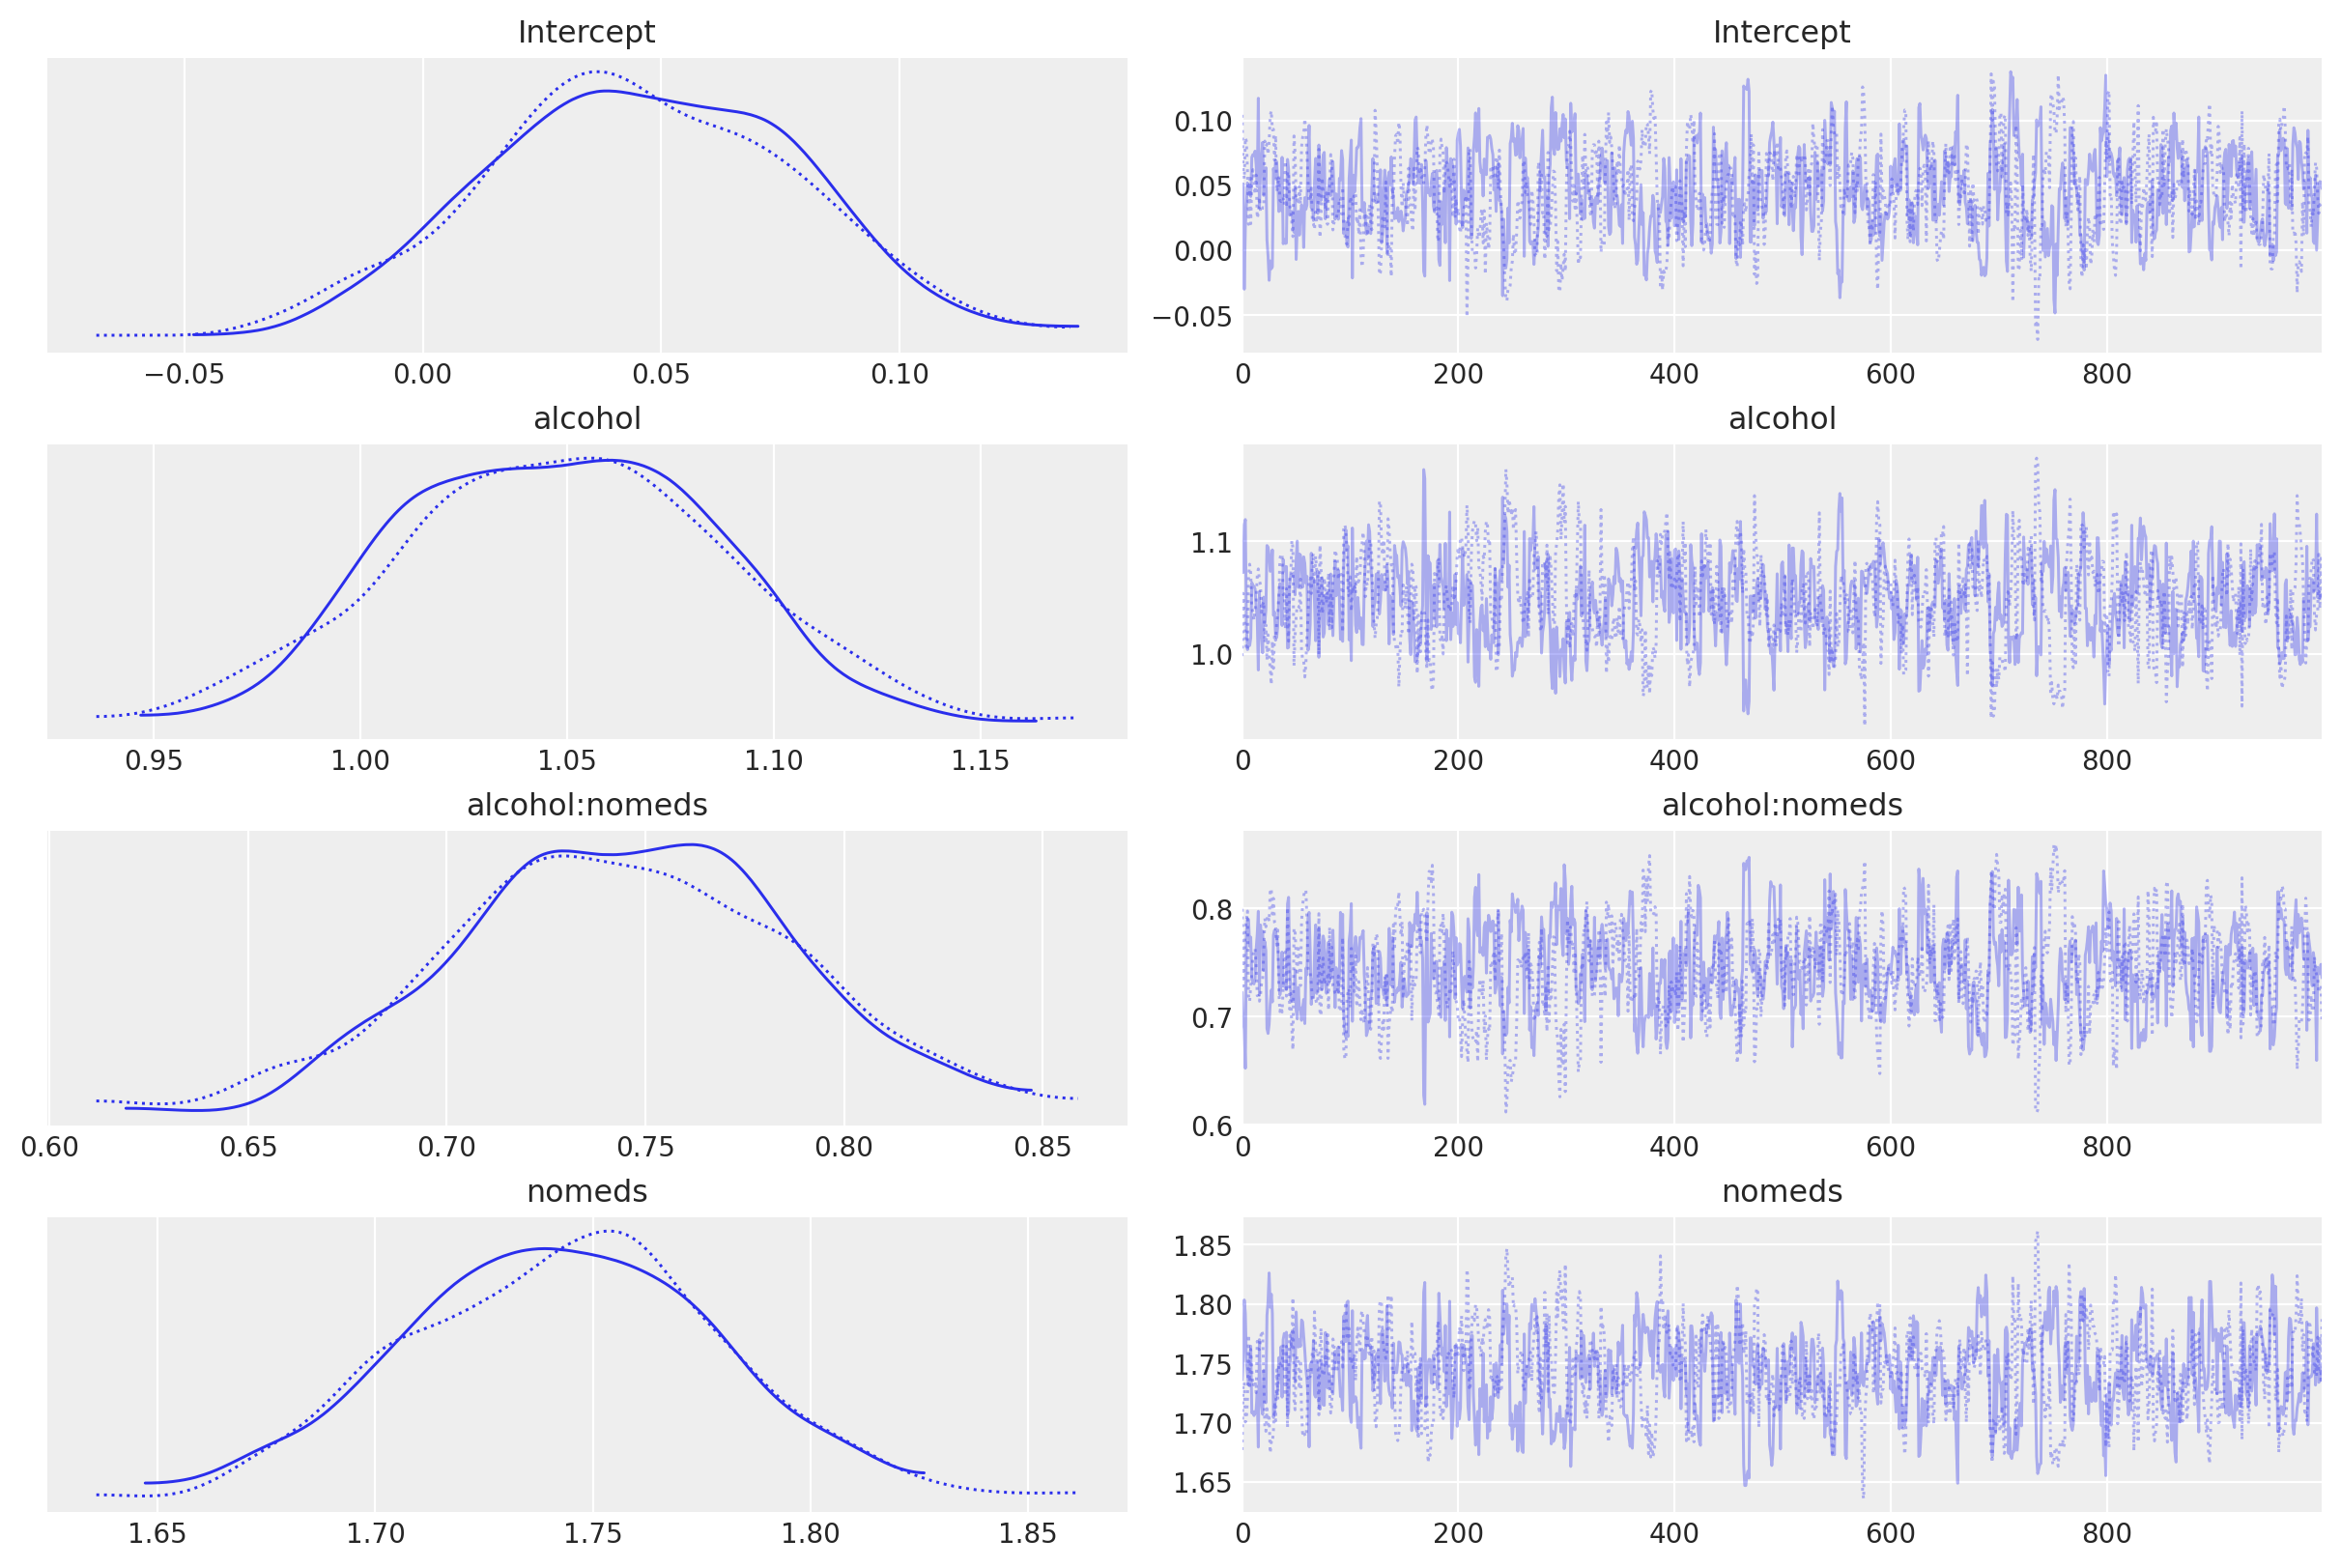 Intercept
Intercept
0.10
0.05
0.00
−0.05
−0.05 0.00 0.05 0.10
0 200 400 600 800
alcohol
alcohol
1.1
1.0
0.95 1.00 1.05 1.10 1.15
0 200 400 600 800
alcohol:nomeds
alcohol:nomeds
0.8
0.7
0.6
0.60 0.65 0.70 0.75 0.80 0.85
0 200 400 600 800
nomeds
nomeds
1.85
1.80
1.75
1.70
1.65
1.65 1.70 1.75 1.80 1.85
0 200 400 600 800